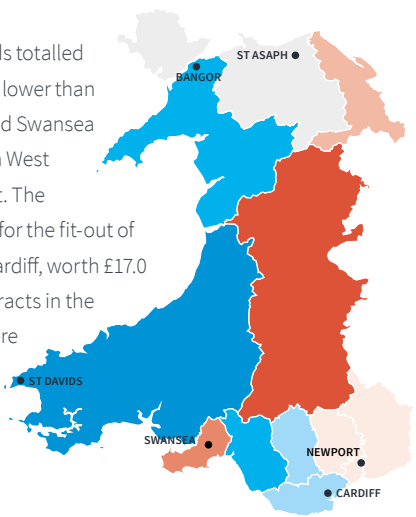 ds totalled
lower than
d Swansea
West
t. The
for the fit-out of
ardiff, worth £17.0
racts in the
re
ST ASAPH
BANGOR
ST DAVIDS
SWANSEA
NEWPORT
CARDIFF